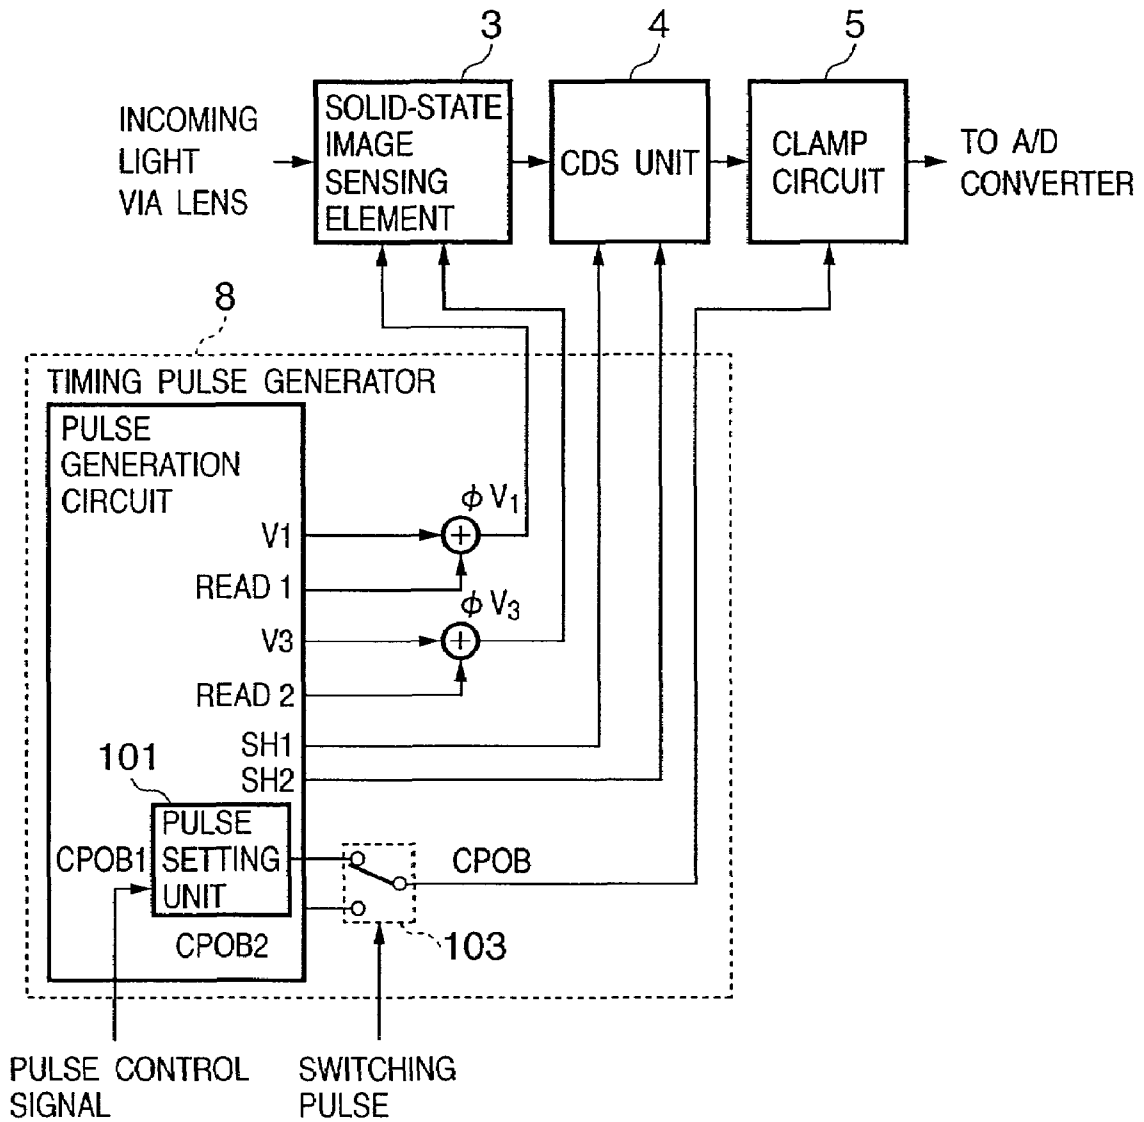 3
4
5
INCOMING
LIGHT
VIA LENS
SOLID-STATE
IMAGE
SENSING
ELEMENT
CDS UNIT
CLAMP
CIRCUIT
TO A/D
CONVERTER
8
TIMING PULSE GENERATOR
PULSE
GENERATION
CIRCUIT
V1
+
φV1
READ 1
V3
+
φV3
READ 2
SH1
SH2
101
PULSE
SETTING
UNIT
CPOB1
CPOB2
CPOB
103
PULSE CONTROL
SIGNAL
SWITCHING
PULSE